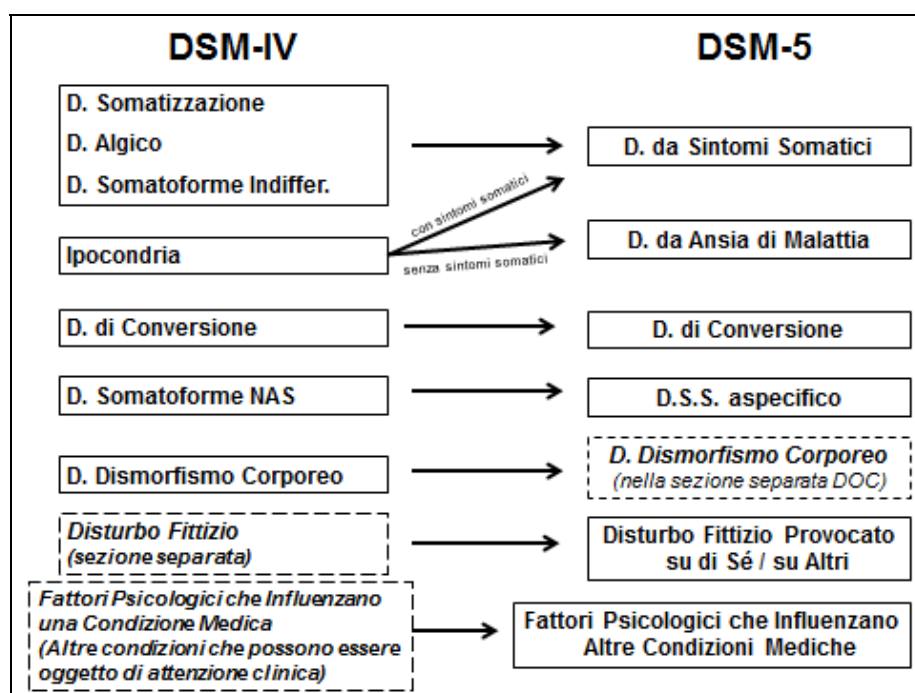 DSM-IV
DSM-5
D. Somatizzazione
D. Algico
D. Somatoforme Indiffer.
D. da Sintomi Somatici
con sintomi somatici
Ipocondria
D. da Ansia di Malattia
senza sintomi somatici
D. di Conversione
D. di Conversione
D. Somatoforme NAS
D.S.S. aspecifico
D. Dismorfismo Corporeo
D. Dismorfismo Corporeo
(nella sezione separata DOC)
Disturbo Fittizio
(sezione separata)
Disturbo Fittizio Provocato
su di Sé / su Altri
Fattori Psicologici che Influenzano
una Condizione Medica
(Altre condizioni che possono essere
oggetto di attenzione clinica)
Fattori Psicologici che Influenzano
Altre Condizioni Mediche